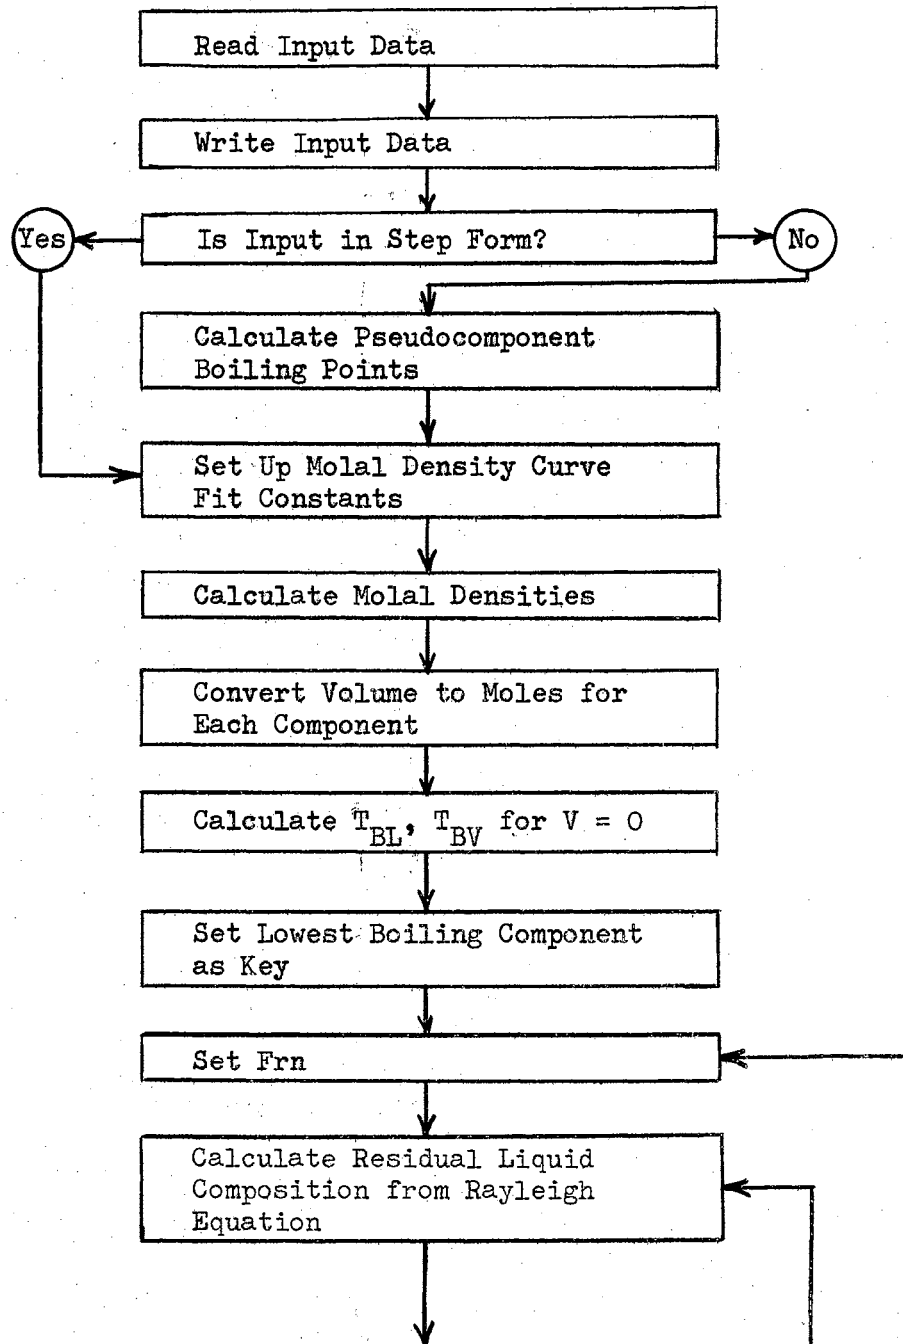 Read Input Data
Write Input Data
Yes
Is Input in Step Form?
No
Calculate Pseudocomponent
Boiling Points
Set Up Molal Density Curve
Fit Constants
Calculate Molal Densities
Convert Volume to Moles for
Each Component
Calculate T_BL, T_BV for V = 0
Set Lowest Boiling Component
as Key
Set Frn
Calculate Residual Liquid
Composition from Rayleigh
Equation